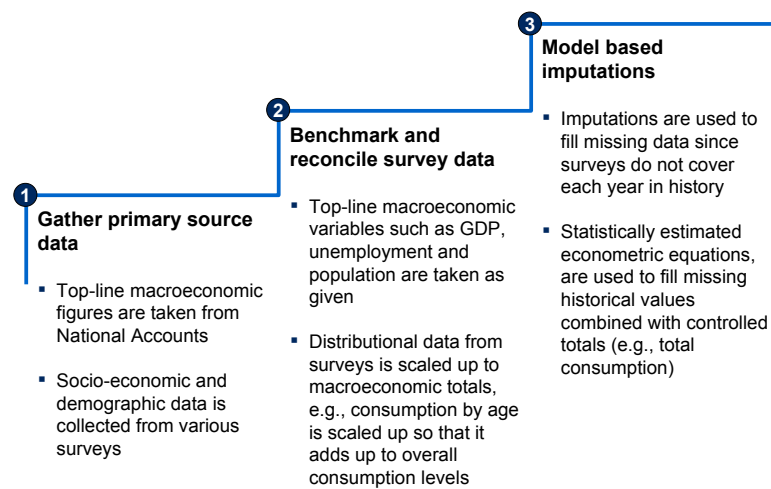 1
Gather primary source
data
▪ Top-line macroeconomic
figures are taken from
National Accounts
▪ Socio-economic and
demographic data is
collected from various
surveys
2
Benchmark and
reconcile survey data
▪ Top-line macroeconomic
variables such as GDP,
unemployment and
population are taken as
given
▪ Distributional data from
surveys is scaled up to
macroeconomic totals,
e.g., consumption by age
is scaled up so that it
adds up to overall
consumption levels
3
Model based
imputations
▪ Imputations are used to
fill missing data since
surveys do not cover
each year in history
▪ Statistically estimated
econometric equations,
are used to fill missing
historical values
combined with controlled
totals (e.g., total
consumption)